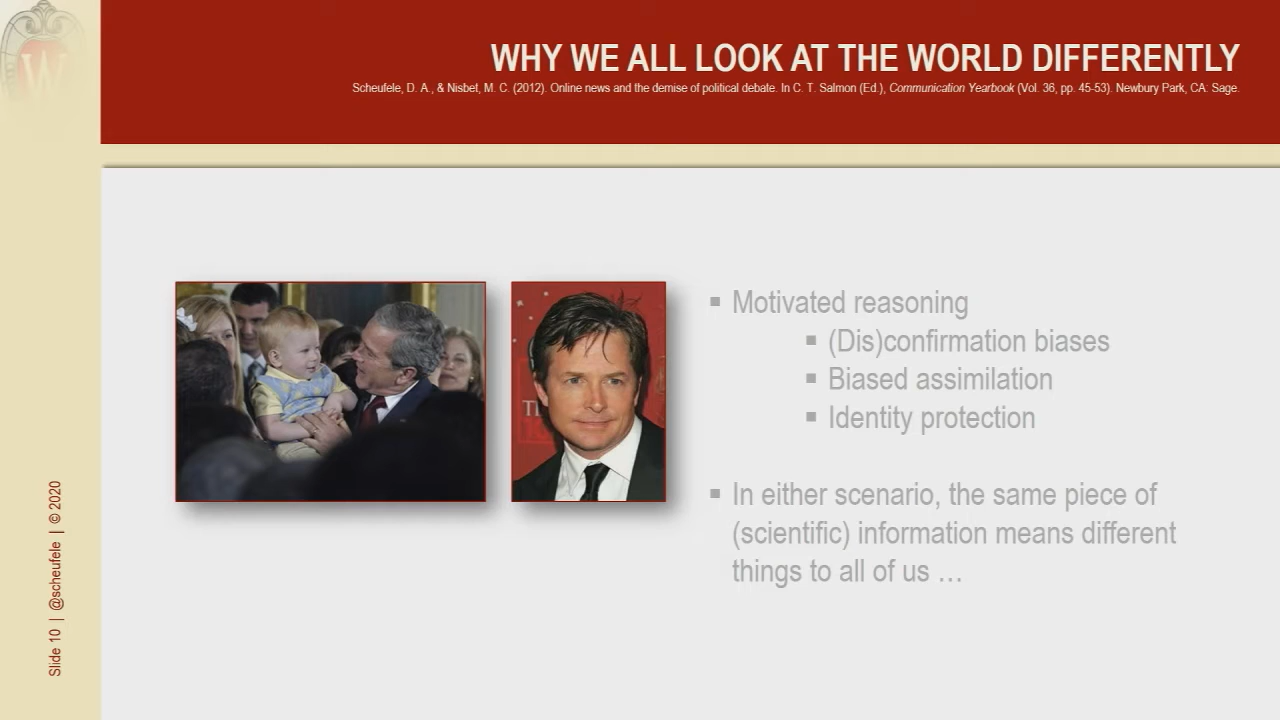 W
WHY WE ALL LOOK AT THE WORLD DIFFERENTLY
Scheufele, D. A., & Nisbet, M. C. (2012). Online news and the demise of political debate. In C. T. Salmon (Ed.), Communication Yearbook (Vol. 36, pp. 45-53). Newbury Park, CA: Sage.
▪ Motivated reasoning
▪ (Dis)confirmation biases
▪ Biased assimilation
▪ Identity protection
▪ In either scenario, the same piece of
(scientific) information means different
things to all of us …
Slide 10 | @scheufele | © 2020